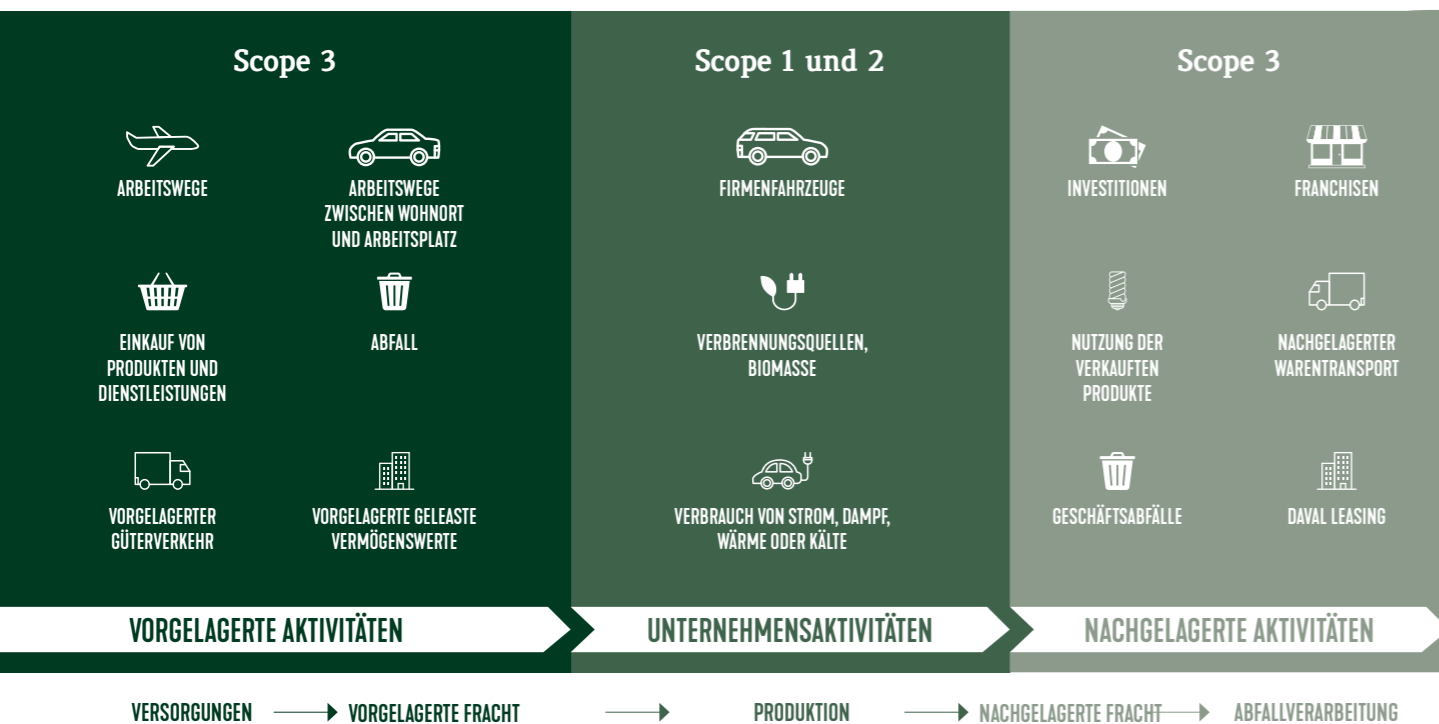 Scope 3
ARBEITSWEGE
ARBEITSWEGE
ZWISCHEN WOHNORT
UND ARBEITSPLATZ
EINKAUF VON
PRODUKTEN UND
DIENSTLEISTUNGEN
ABFALL
VORGELAGERTER
GÜTERVERKEHR
VORGELAGERTE GELEASTE
VERMÖGENSWERTE
Scope 1 und 2
FIRMENFAHRZEUGE
VERBRENNUNGSQUELLEN,
BIOMASSE
VERBRAUCH VON STROM, DAMPF,
WÄRME ODER KÄLTE
Scope 3
INVESTITIONEN
FRANCHISEN
NUTZUNG DER
VERKAUFTEN
PRODUKTE
NACHGELAGERTER
WARENTRANSPORT
GESCHÄFTSABFÄLLE
DAVAL LEASING
VORGELAGERTE AKTIVITÄTEN
UNTERNEHMENSAKTIVITÄTEN
NACHGELAGERTE AKTIVITÄTEN
VERSORGUNGEN
VORGELAGERTE FRACHT
PRODUKTION
NACHGELAGERTE FRACHT
ABFALLVERARBEITUNG